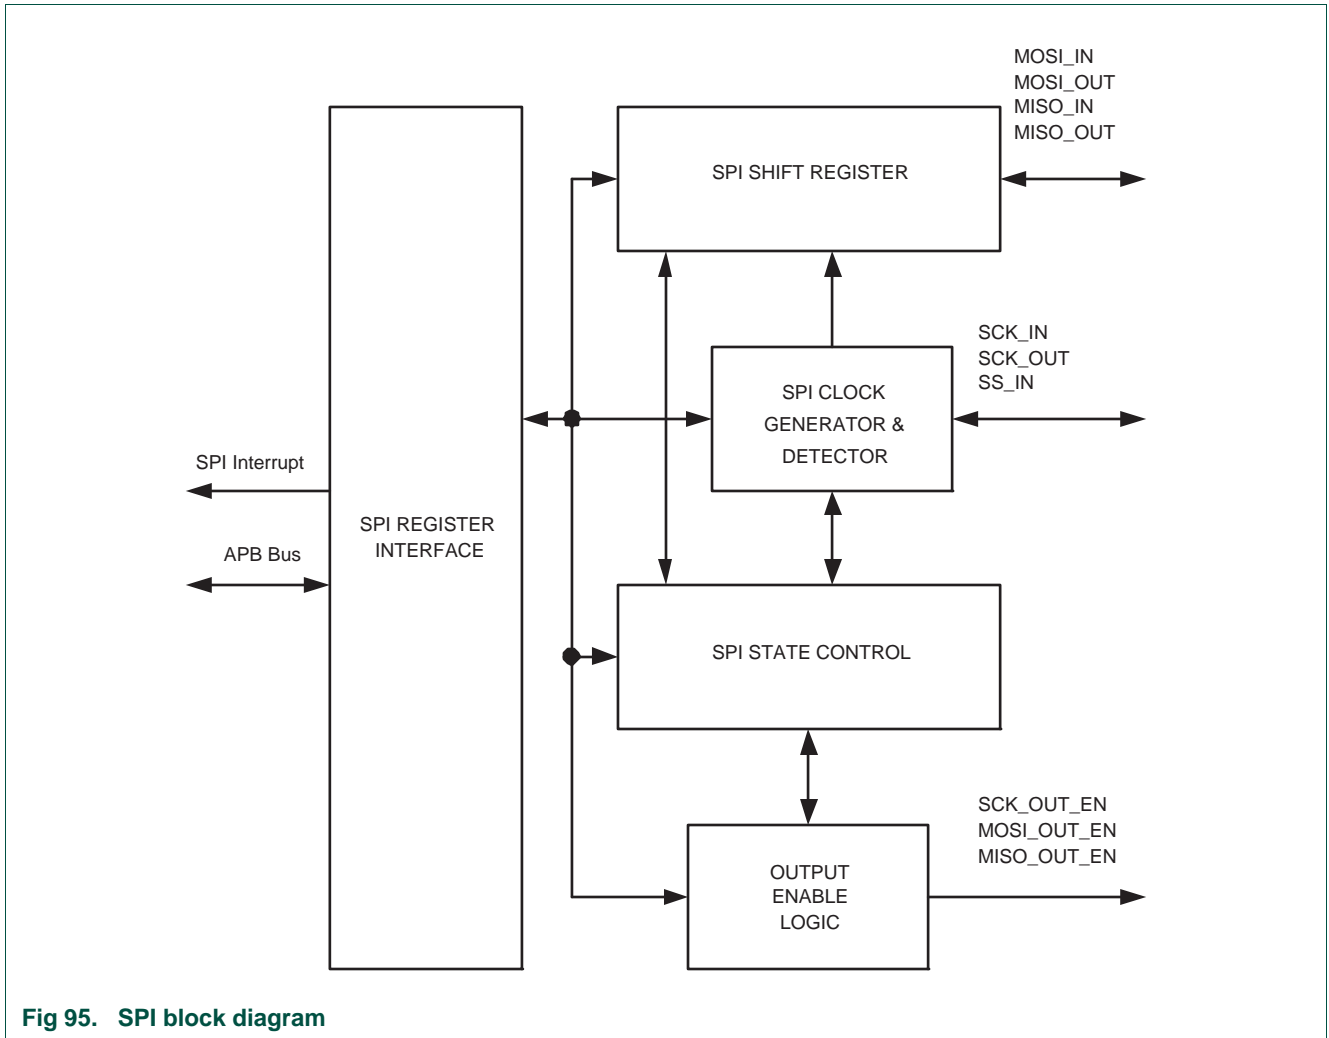 MOSI_IN
MOSI_OUT
MISO_IN
MISO_OUT
SPI SHIFT REGISTER
SCK_IN
SCK_OUT
SS_IN
SPI CLOCK
GENERATOR &
DETECTOR
SPI Interrupt
APB Bus
SPI REGISTER
INTERFACE
SPI STATE CONTROL
SCK_OUT_EN
MOSI_OUT_EN
MISO_OUT_EN
OUTPUT
ENABLE
LOGIC
Fig 95. SPI block diagram